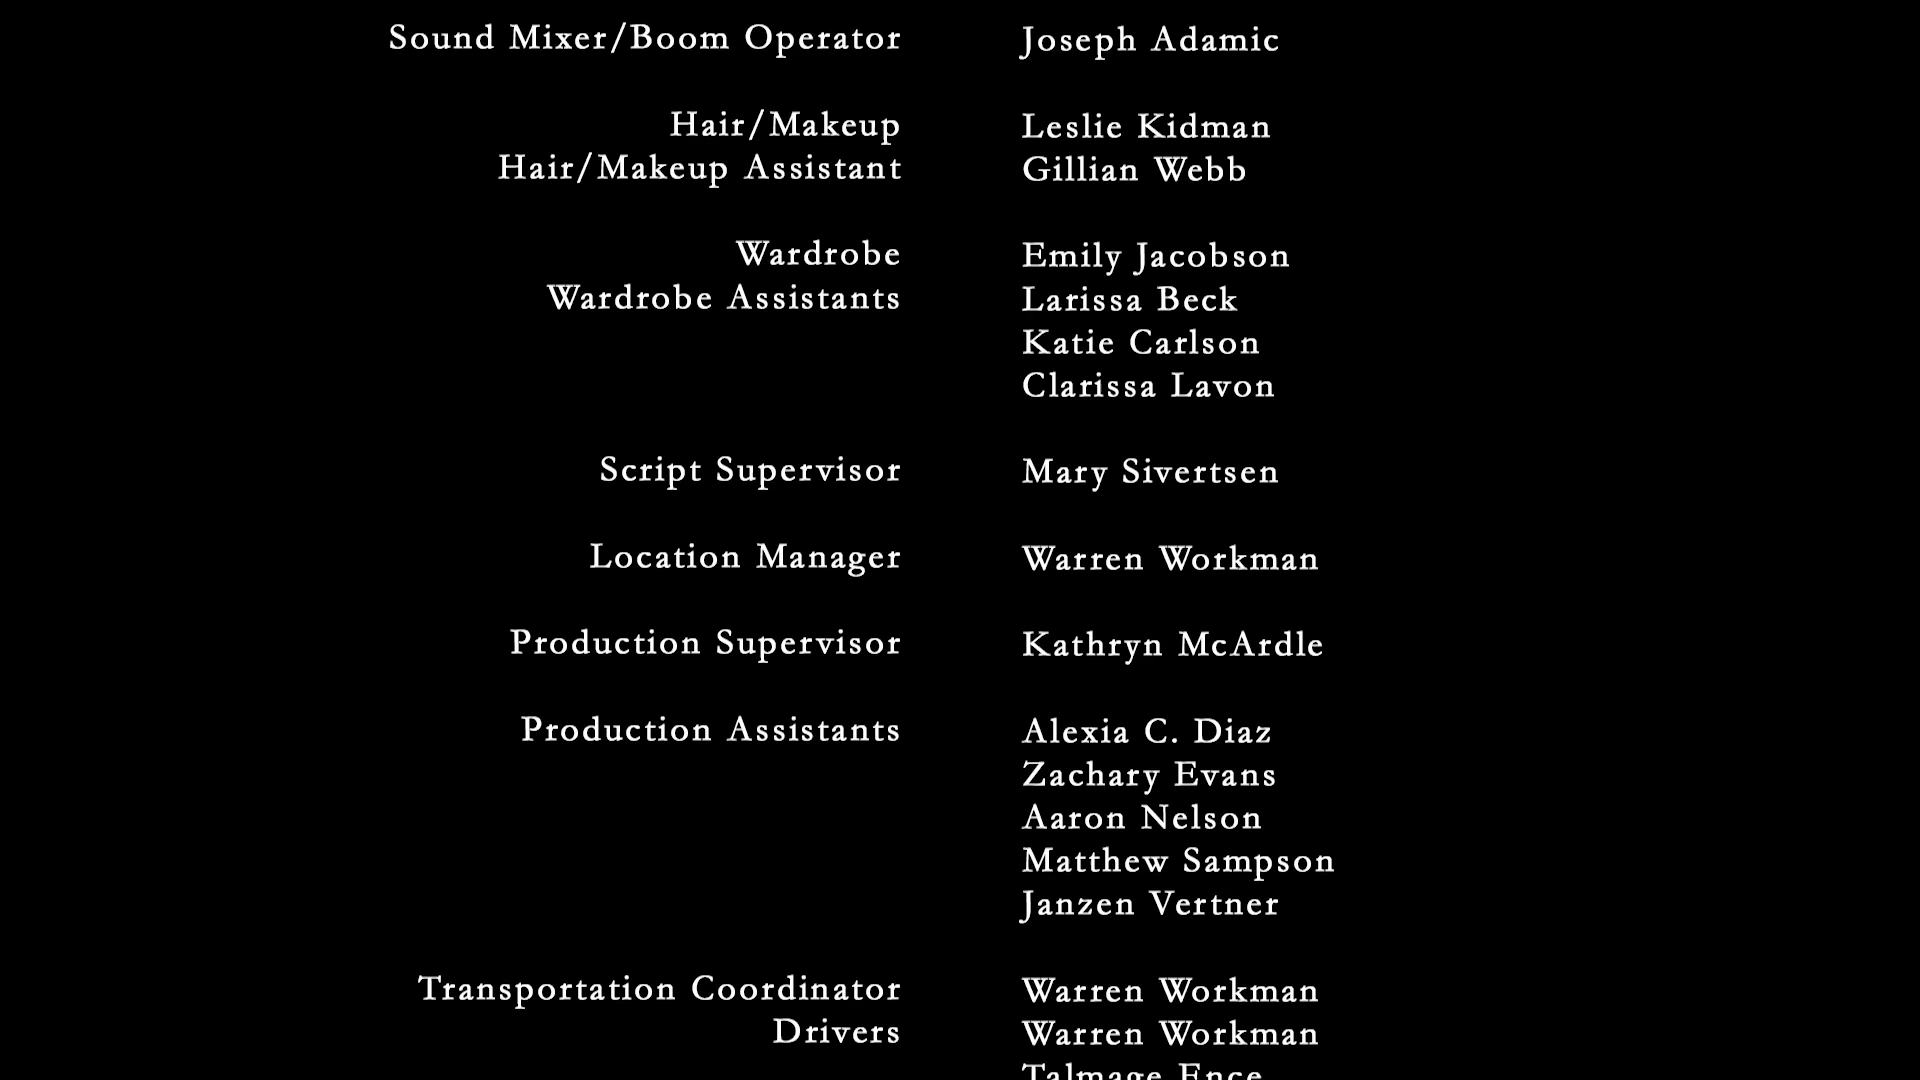 Sound Mixer/Boom Operator Joseph Adamic
Hair/Makeup Leslie Kidman
Hair/Makeup Assistant Gillian Webb
Wardrobe Emily Jacobson
Wardrobe Assistants Larissa Beck
Katie Carlson
Clarissa Lavon
Script Supervisor Mary Sivertsen
Location Manager Warren Workman
Production Supervisor Kathryn McArdle
Production Assistants Alexia C. Diaz
Zachary Evans
Aaron Nelson
Matthew Sampson
Janzen Vertner
Transportation Coordinator Warren Workman
Drivers Warren Workman
Talmage Ence